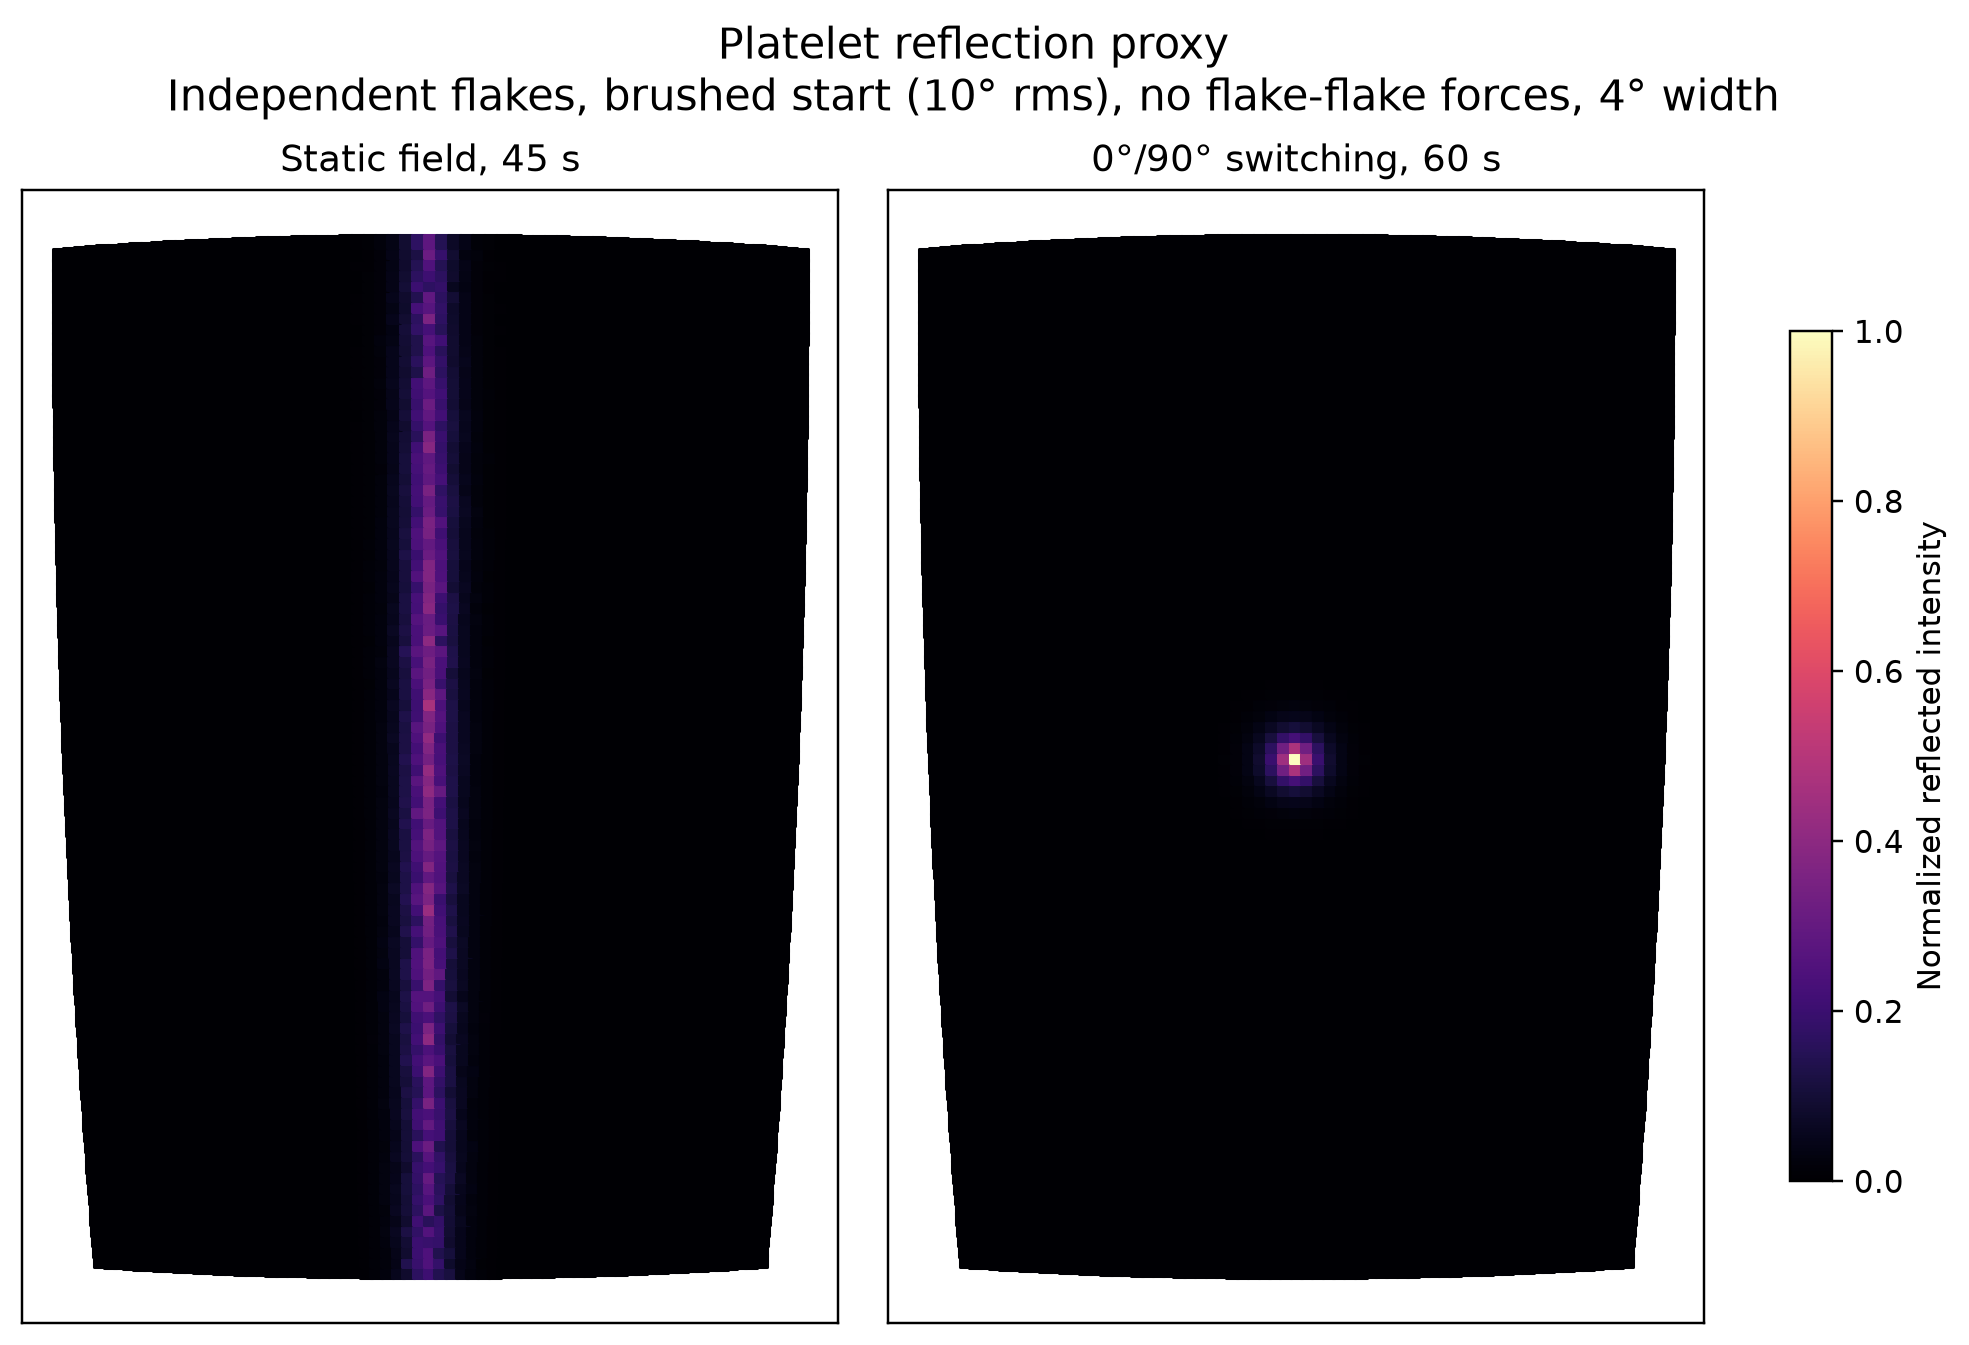 Platelet reflection proxy
Independent flakes, brushed start (10° rms), no flake-flake forces, 4° width
Static field, 45 s
0°/90° switching, 60 s
1.0
0.8
0.6
0.4
0.2
0.0
Normalized reflected intensity